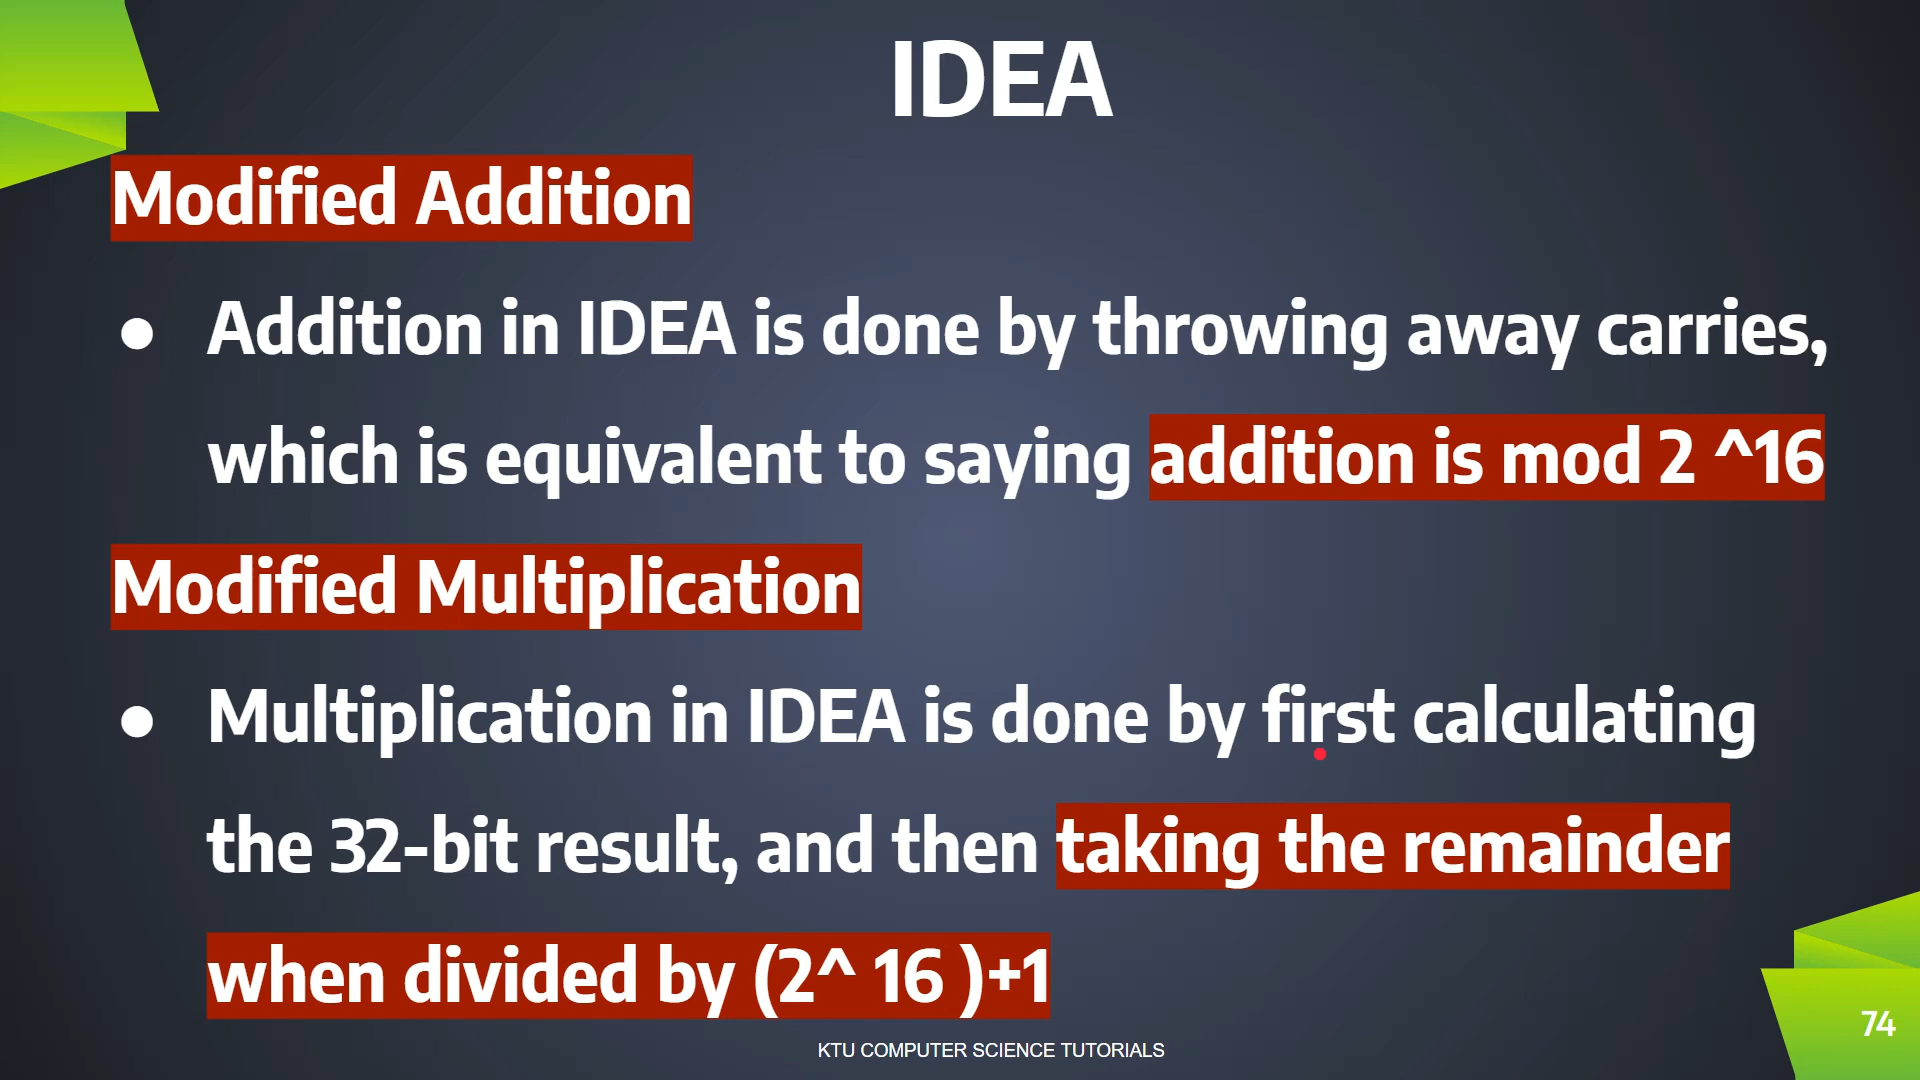 IDEA
Modified Addition
● Addition in IDEA is done by throwing away carries,
which is equivalent to saying addition is mod 2 ^16
Modified Multiplication
● Multiplication in IDEA is done by first calculating
the 32-bit result, and then taking the remainder
when divided by (2^ 16 )+1
KTU COMPUTER SCIENCE TUTORIALS
74